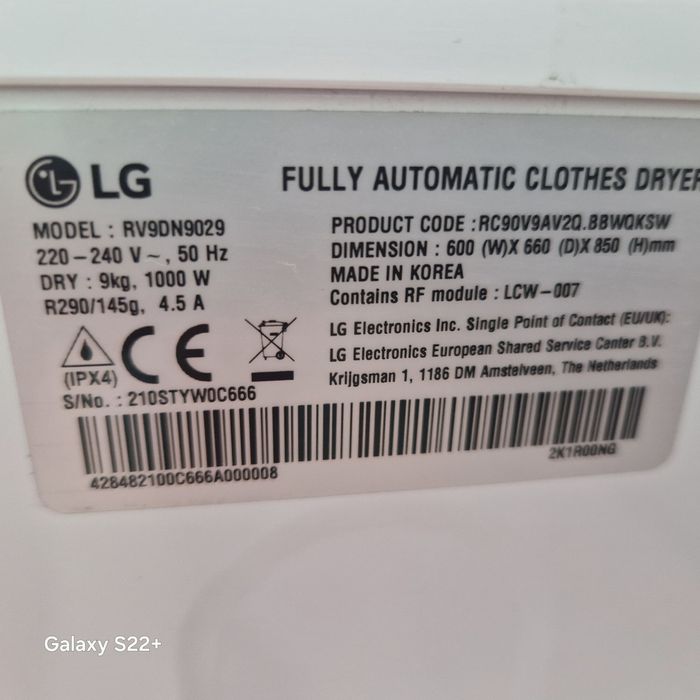 LG
FULLY AUTOMATIC CLOTHES DRYER
MODEL : RV9DN9029
220-240 V~, 50 Hz
DRY : 9kg, 1000 W
R290/145g, 4.5 A
PRODUCT CODE :RC90V9AV2Q.BBWQKSW
DIMENSION : 600 (W)X 660 (D)X 850 (H)mm
MADE IN KOREA
Contains RF module : LCW-007
LG Electronics Inc. Single Point of Contact (EU/UK):
LG Electronics European Shared Service Center B.V.
Krijgsman 1, 1186 DM Amstelveen, The Netherlands
(IPX4)
CE
S/No. : 210STYW0C666
428482100C666A000008
2K1R00NG
Galaxy S22+